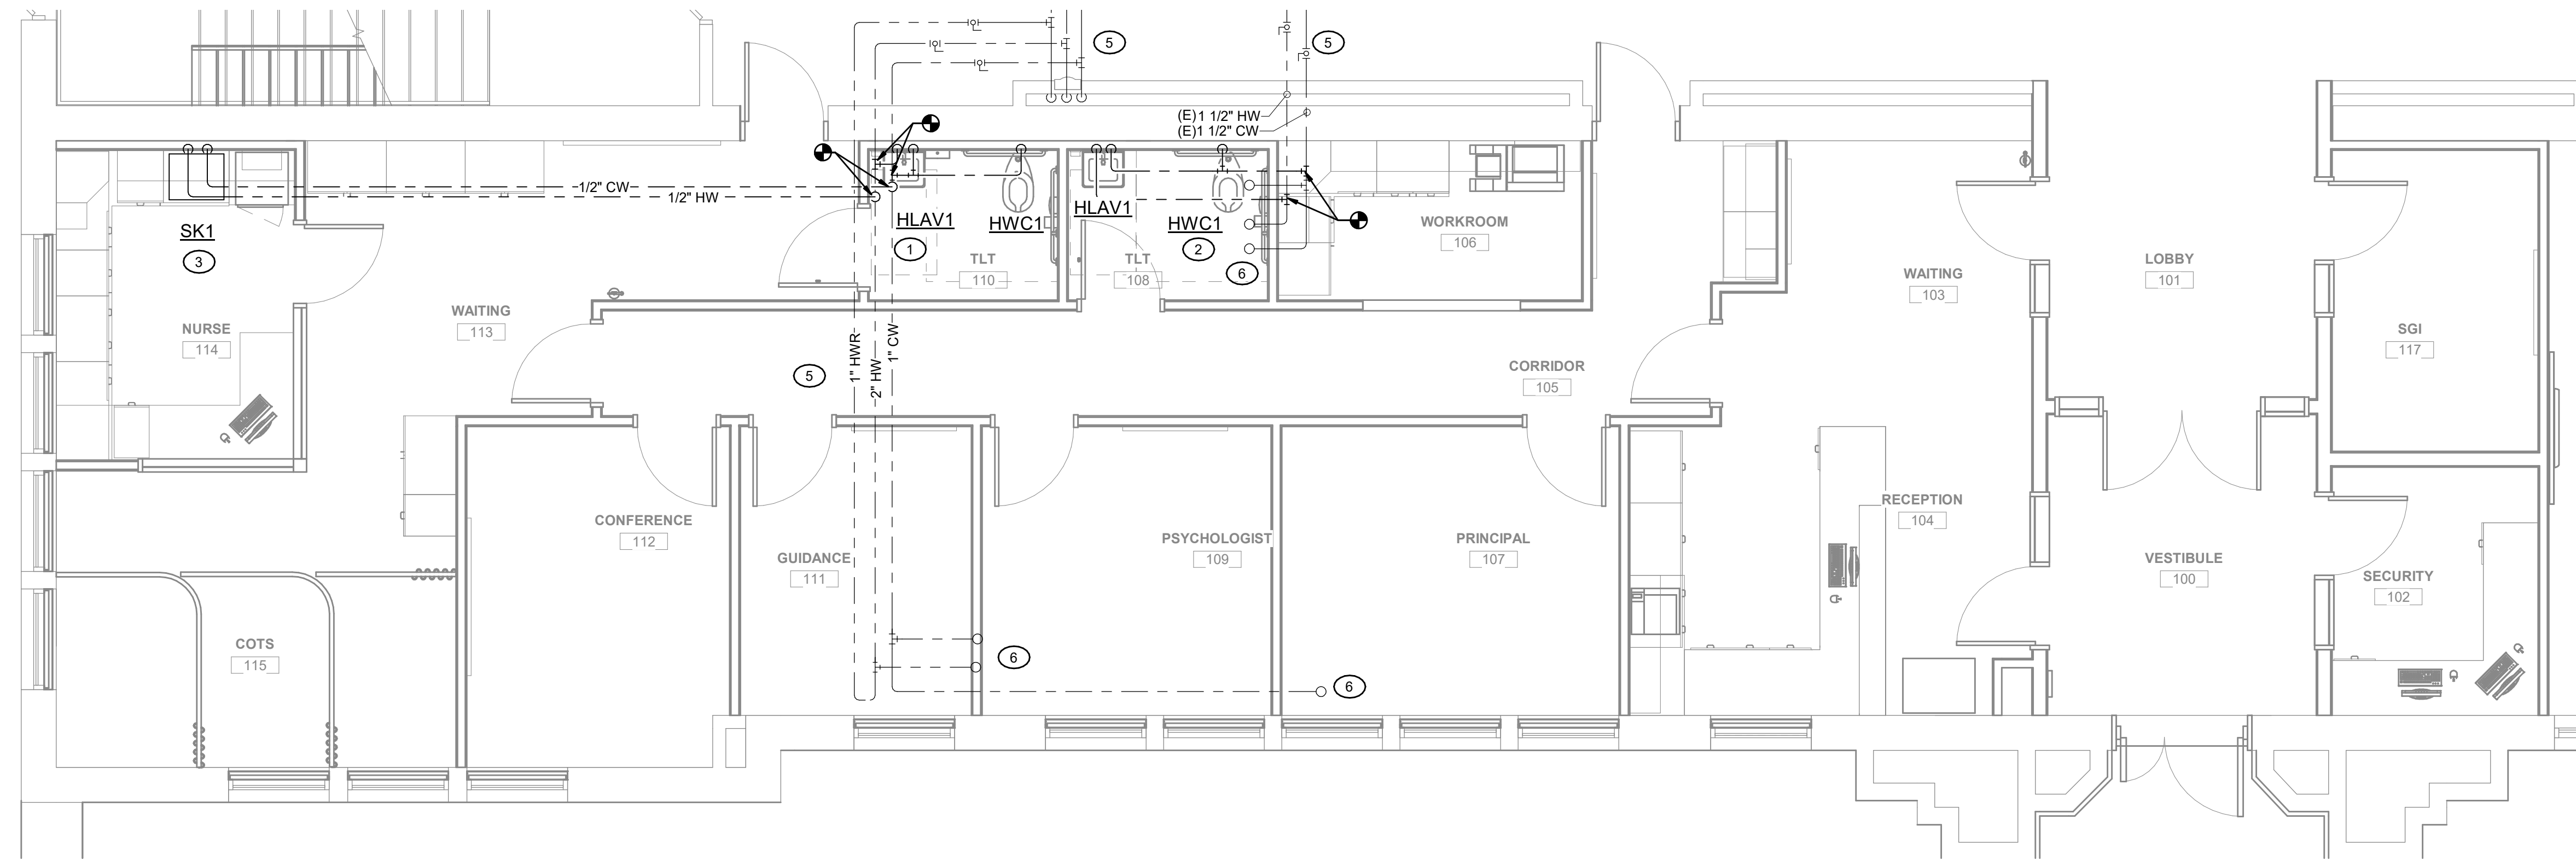 5
5
(E)1 1/2" HW
(E)1 1/2" CW
1/2" CW
1/2" HW
SK1
3
HLAV1
1
HWC1
HLAV1
HWC1
2
6
TLT
110
TLT
108
WORKROOM
106
WAITING
103
LOBBY
101
NURSE
114
WAITING
113
1" HWR
2" HW
1" CW
5
CORRIDOR
105
SGI
117
CONFERENCE
112
GUIDANCE
111
PSYCHOLOGIST
109
PRINCIPAL
107
RECEPTION
104
VESTIBULE
100
SECURITY
102
COTS
115
6
6